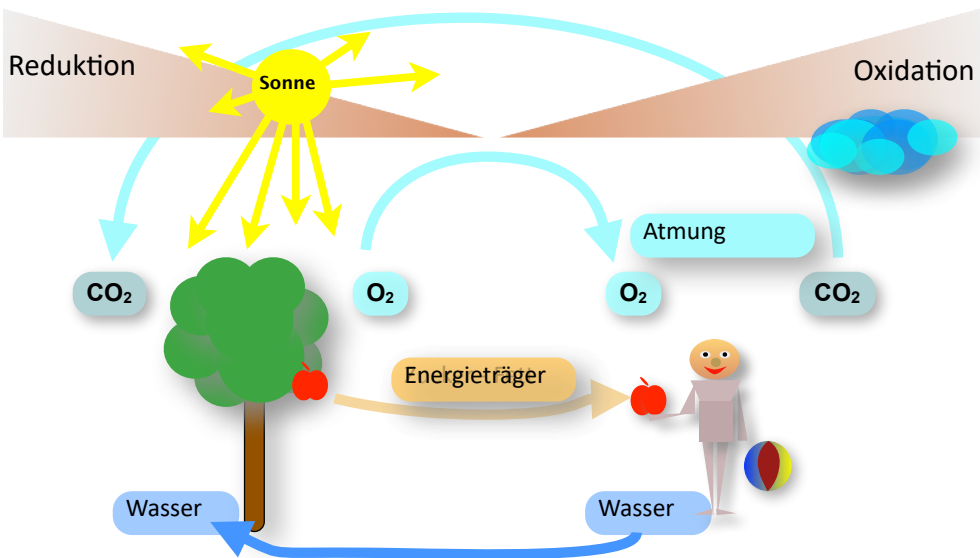 Reduktion
Sonne
Oxidation
Atmung
CO₂
O₂
O₂
CO₂
Energieträger
Wasser
Wasser